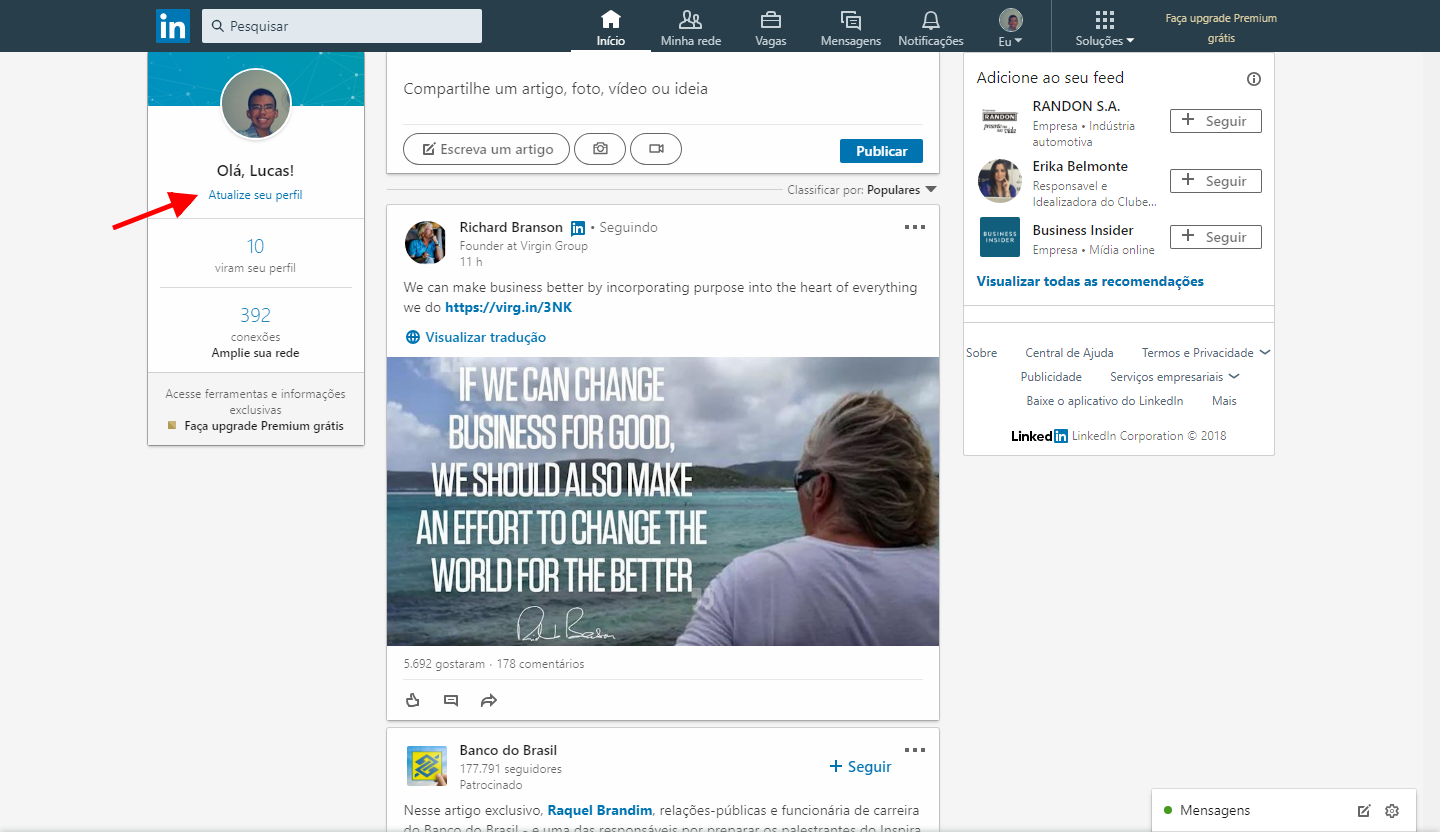 in
Pesquisar
Início
Minha rede
Vagas
Mensagens
Notificações
Eu
Soluções
Faça upgrade Premium
grátis
Olá, Lucas!
Atualize seu perfil
10
viram seu perfil
392
conexões
Amplie sua rede
Acesse ferramentas e informações
exclusivas
Faça upgrade Premium grátis
Compartilhe um artigo, foto, vídeo ou ideia
Escreva um artigo
Publicar
Classificar por: Populares
Richard Branson in • Seguindo
Founder at Virgin Group
11 h
We can make business better by incorporating purpose into the heart of everything
we do https://virg.in/3NK
Visualizar tradução
IF WE CAN CHANGE
BUSINESS FOR GOOD,
WE SHOULD ALSO MAKE
AN EFFORT TO CHANGE THE
WORLD FOR THE BETTER
5.692 gostaram · 178 comentários
Banco do Brasil
177.791 seguidores
Patrocinado
+ Seguir
Nesse artigo exclusivo, Raquel Brandim, relações-públicas e funcionária de carreira
do Banco do Brasil - e uma das responsáveis por preparar os palestrantes do Inspira
Adicione ao seu feed
RANDON
RANDON S.A.
Empresa • Indústria
automotiva
+ Seguir
Erika Belmonte
Responsavel e
Idealizadora do Clube...
+ Seguir
BUSINESS
INSIDER
Business Insider
Empresa • Mídia online
+ Seguir
Visualizar todas as recomendações
Sobre
Central de Ajuda
Termos e Privacidade
Publicidade
Serviços empresariais
Baixe o aplicativo do LinkedIn
Mais
Linkedin LinkedIn Corporation © 2018
Mensagens